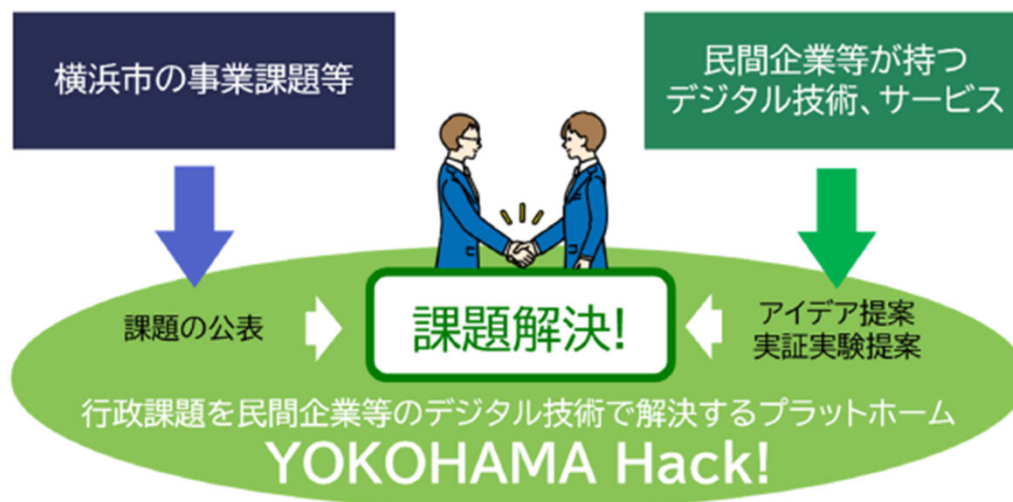 横浜市の事業課題等
民間企業等が持つ
デジタル技術、サービス
課題の公表
課題解決!
アイデア提案
実証実験提案
行政課題を民間企業等のデジタル技術で解決するプラットホーム
YOKOHAMA Hack!